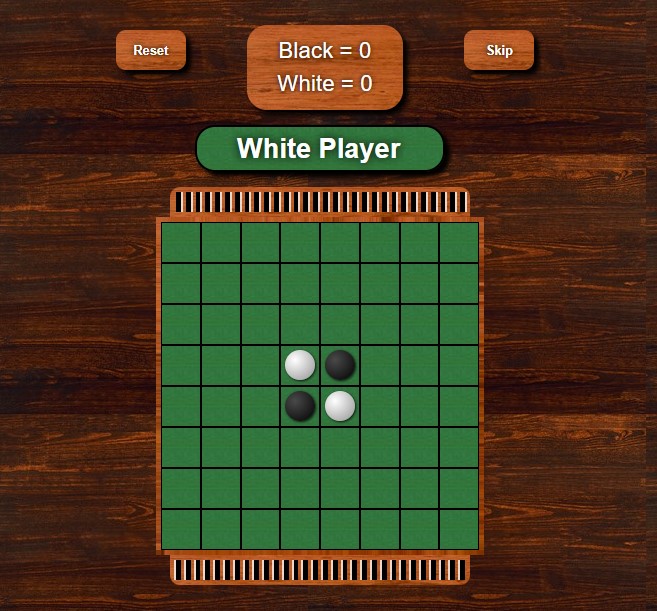 Reset
Black = 0
White = 0
Skip
White Player